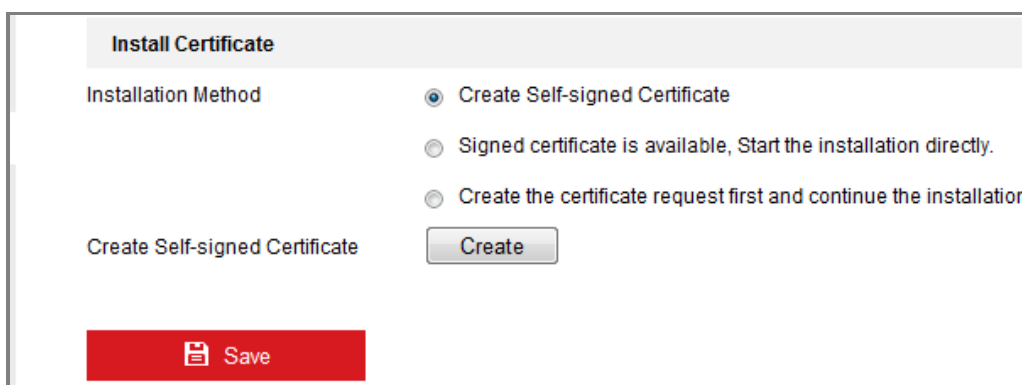 Install Certificate
Installation Method
Create Self-signed Certificate
Signed certificate is available, Start the installation directly.
Create the certificate request first and continue the installation
Create Self-signed Certificate
Create
Save